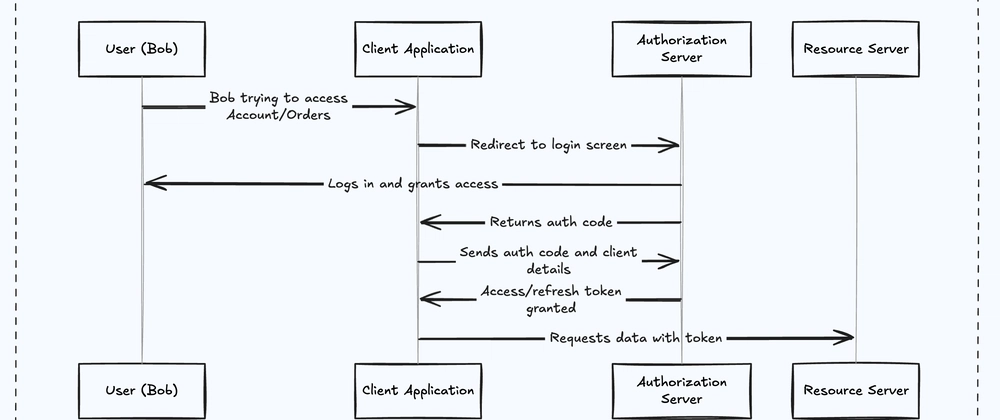 User (Bob)
Client Application
Authorization
Server
Resource Server
Bob trying to access
Account/Orders
Redirect to login screen
Logs in and grants access
Returns auth code
Sends auth code and client
details
Access/refresh token
granted
Requests data with token
User (Bob)
Client Application
Authorization
Server
Resource Server